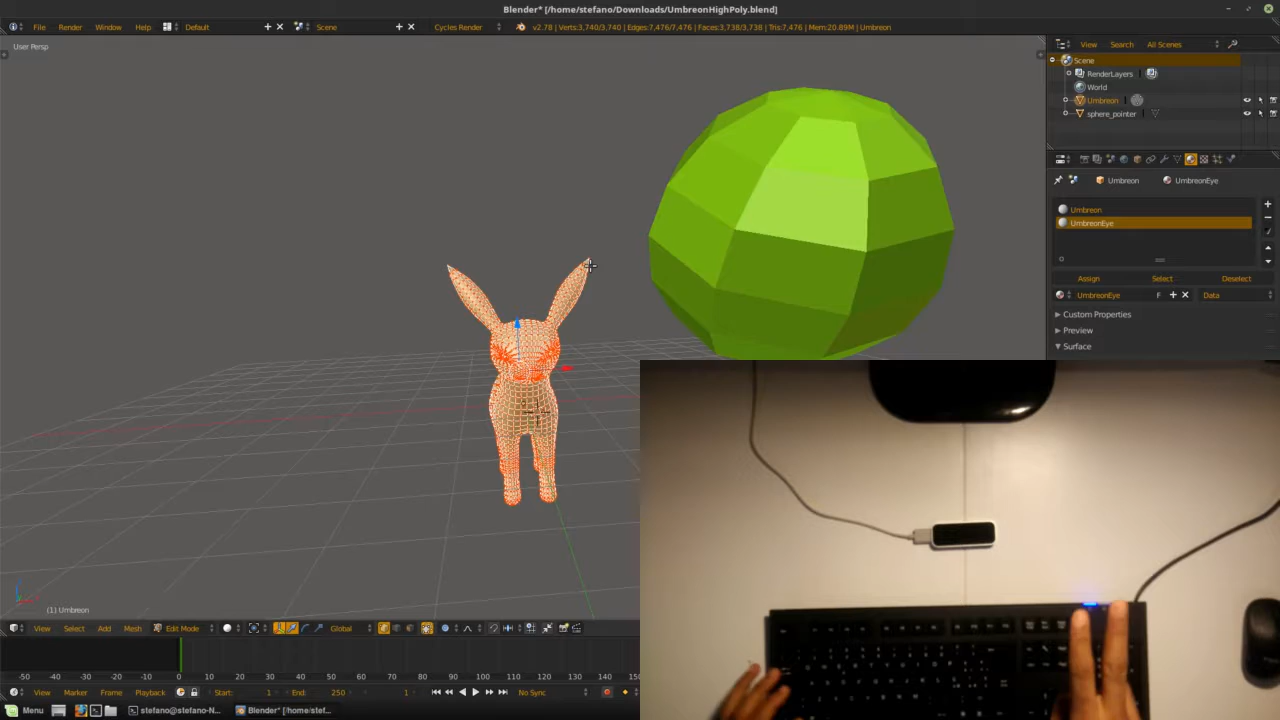 Blender* [/home/stefano/Downloads/UmbreonHighPoly.blend]
File Render Window Help Default Scene Cycles Render v2.78 | Verts:3,740/3,740 | Edges:7,476/7,476 | Faces:3,738/3,738 | Tris:7,476 | Mem:20.89M | Umbreon
User Persp
View Search All Scenes
Scene
RenderLayers
World
Umbreon
sphere_pointer
Umbreon UmbreonEye
Umbreon
UmbreonEye
Assign Select Deselect
UmbreonEye F Data
Custom Properties
Preview
Surface
(1) Umbreon
View Select Add Mesh Edit Mode Global
-50 -40 -30 -20 -10 0 10 20 30 40 50 60 70 80 90 100 110 120 130 140 150
View Marker Frame Playback Start: 1 End: 250 1 No Sync
Menu stefano@stefano-N... Blender* [/home/stef...